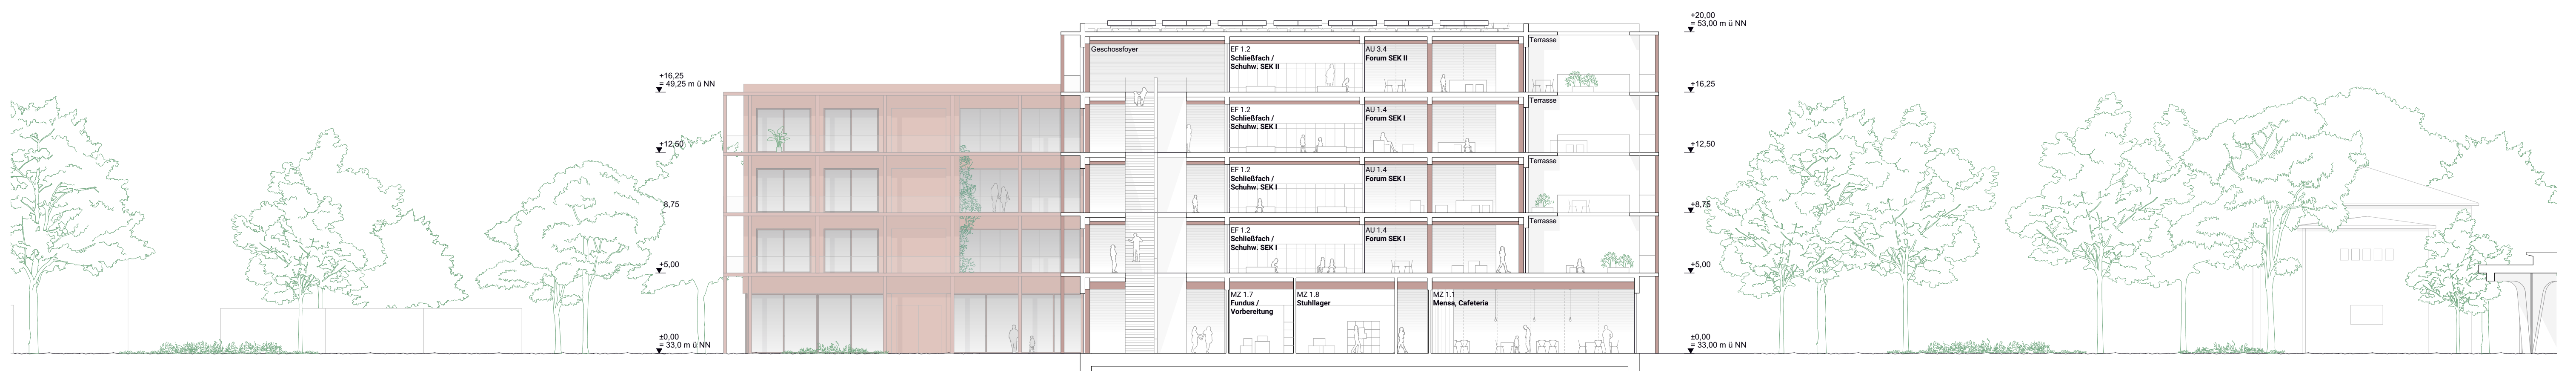 +20,00
= 53,00 m ü NN
Geschossfoyer
EF 1.2
Schließfach /
Schuhw. SEK II
AU 3.4
Forum SEK II
Terrasse
+16,25
= 49,25 m ü NN
+16,25
EF 1.2
Schließfach /
Schuhw. SEK I
AU 1.4
Forum SEK I
Terrasse
+12,50
+12,50
EF 1.2
Schließfach /
Schuhw. SEK I
AU 1.4
Forum SEK I
Terrasse
8,75
+8,75
EF 1.2
Schließfach /
Schuhw. SEK I
AU 1.4
Forum SEK I
Terrasse
+5,00
+5,00
MZ 1.7
Fundus /
Vorbereitung
MZ 1.8
Stuhllager
MZ 1.1
Mensa, Cafeteria
±0,00
= 33,0 m ü NN
±0,00
= 33,00 m ü NN